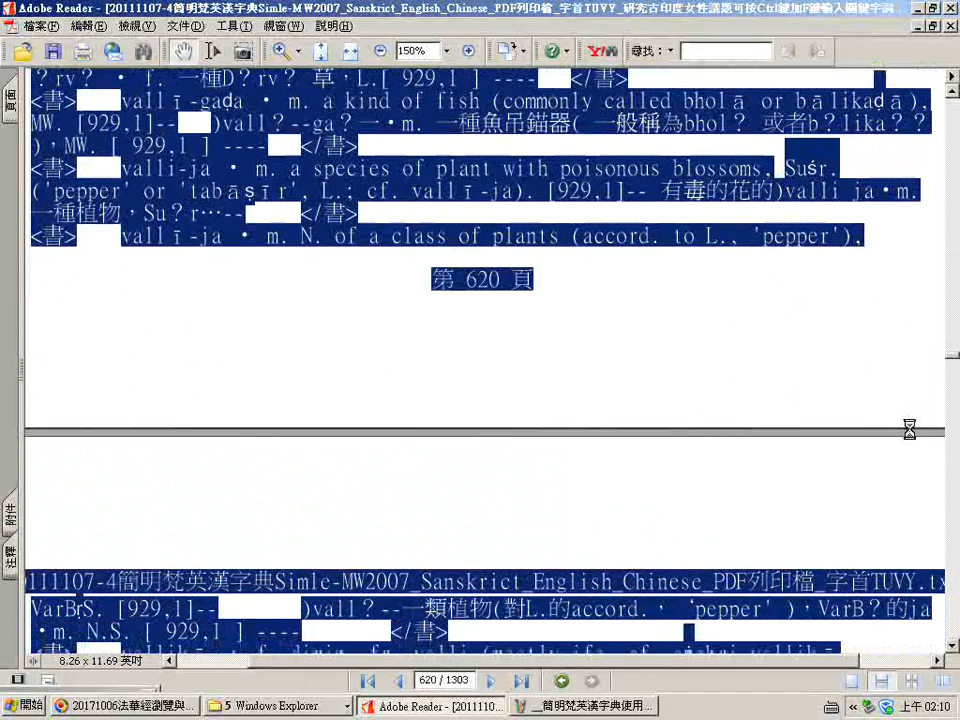 Adobe Reader - [20111107-4簡明梵英漢字典Simle-MW2007_Sanskrict_English_Chinese_PDF列印檔_字首TUVY_研究古印度女性議題可按Ctrl鍵加F鍵輸入關鍵字詞...
檔案(F) 編輯(E) 檢視(V) 文件(D) 工具(T) 視窗(W) 說明(H)
150% Y! 尋找：
頁面
？rv？ • f. 一種D？rv？ 草，L.[ 929,1 ] ---- </書>
<書> vallī-gaḍa • m. a kind of fish (commonly called bholā or bālikaḍā),
MW. [929,1]-- )vall？--ga？一•m. 一種魚吊錨器( 一般稱為bhol？ 或者b？lika？？
)，MW. [ 929,1 ] ---- </書>
<書> valli-ja • m. a species of plant with poisonous blossoms, Suśr.
('pepper' or 'tabāṣīr', L.; cf. vallī-ja). [929,1]-- 有毒的花的)valli ja•m.
一種植物，Su？r…-- </書>
<書> vallī-ja • m. N. of a class of plants (accord. to L., 'pepper'),
第 620 頁
附件
註釋
111107-4簡明梵英漢字典Simle-MW2007_Sanskrict_English_Chinese_PDF列印檔_字首TUVY.tx
VarBṛS. [929,1]-- )vall？--一類植物(對L.的accord.， 'pepper' )，VarB？的ja
•m. N.S. [ 929,1 ] ---- </書>
8.26 x 11.69 英吋
620 / 1303
開始 20171006法華經瀏覽與... 5 Windows Explorer Adobe Reader - [2011110... __簡明梵英字典使用... 上午 02:10